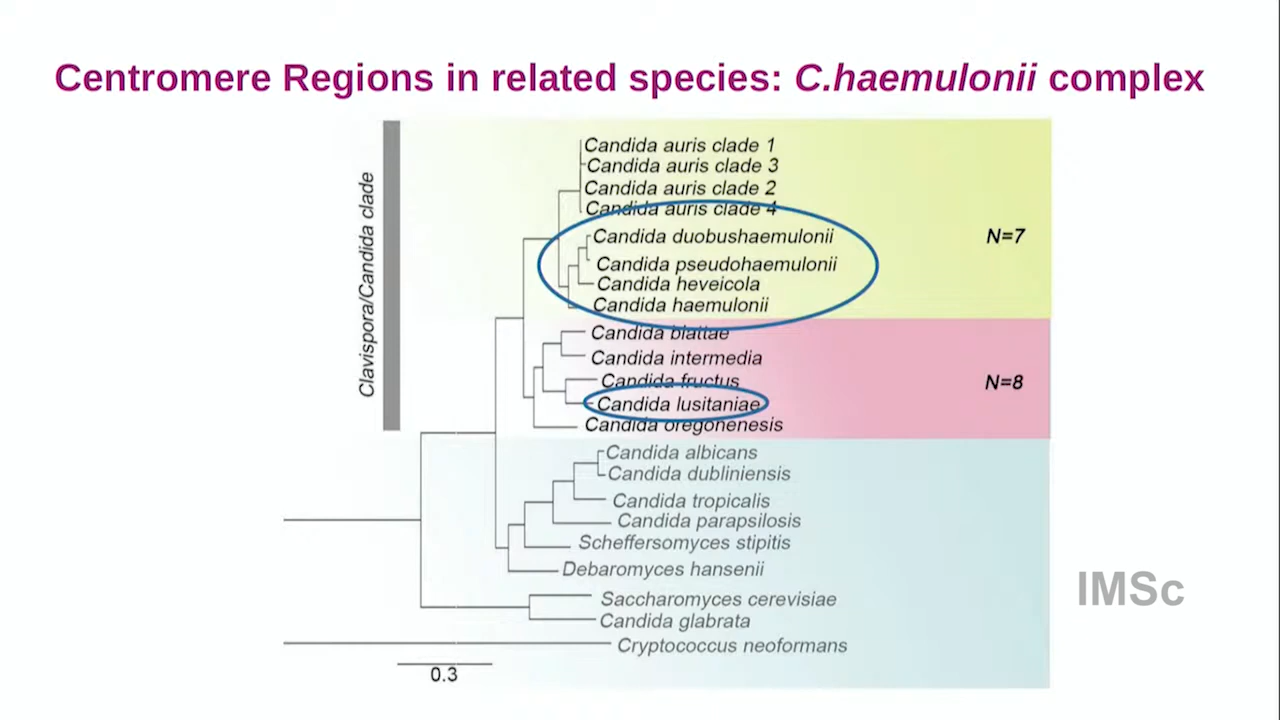 Centromere Regions in related species: C.haemulonii complex
Clavispora/Candida clade
Candida auris clade 1
Candida auris clade 3
Candida auris clade 2
Candida auris clade 4
Candida duobushaemulonii
N=7
Candida pseudohaemulonii
Candida heveicola
Candida haemulonii
Candida blattae
Candida intermedia
Candida fructus
N=8
Candida lusitaniae
Candida oregonenesis
Candida albicans
Candida dubliniensis
Candida tropicalis
Candida parapsilosis
Scheffersomyces stipitis
Debaromyces hansenii
IMSc
Saccharomyces cerevisiae
Candida glabrata
Cryptococcus neoformans
0.3